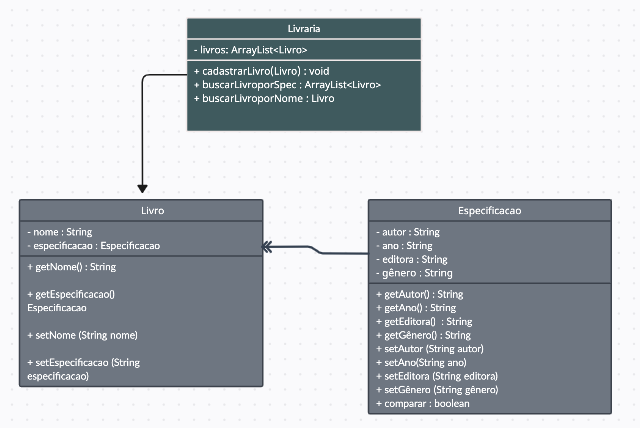 Livraria
- livros: ArrayList<Livro>
+ cadastrarLivro(Livro) : void
+ buscarLivroporSpec : ArrayList<Livro>
+ buscarLivroporNome : Livro
Livro
- nome : String
- especificacao : Especificacao
+ getNome() : String
+ getEspecificacao()
Especificacao
+ setNome (String nome)
+ setEspecificacao (String
especificacao)
Especificacao
- autor : String
- ano : String
- editora : String
- gênero : String
+ getAutor() : String
+ getAno() : String
+ getEditora() : String
+ getGênero() : String
+ setAutor (String autor)
+ setAno(String ano)
+ setEditora (String editora)
+ setGênero (String gênero)
+ comparar : boolean